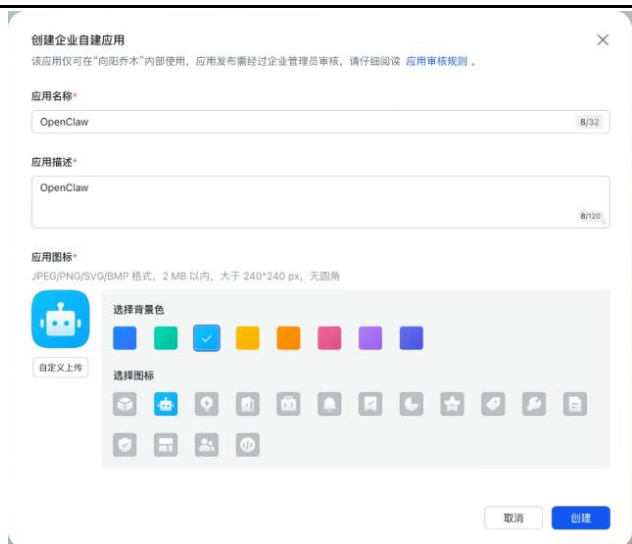 创建企业自建应用
该应用仅可在“向阳乔木”内部使用，应用发布需经过企业管理员审核，请仔细阅读 应用审核规则 。
应用名称*
OpenClaw
8/32
应用描述*
OpenClaw
8/120
应用图标*
JPEG/PNG/SVG/BMP 格式，2 MB 以内，大于 240*240 px，无圆角
选择背景色
自定义上传
选择图标
取消
创建